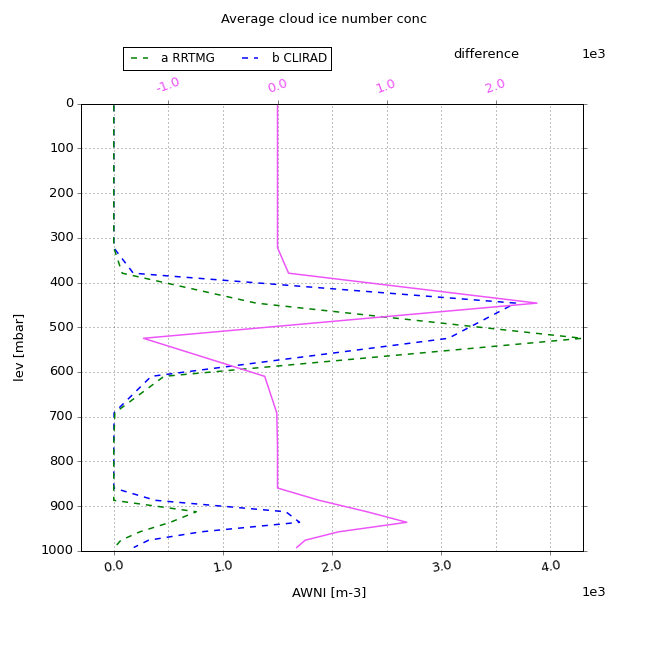 Average cloud ice number conc
a RRTMG b CLIRAD difference 1e3
-1.0 0.0 1.0 2.0
0
100
200
300
400
500
600
700
800
900
1000
lev [mbar]
0.0 1.0 2.0 3.0 4.0
AWNI [m-3] 1e3